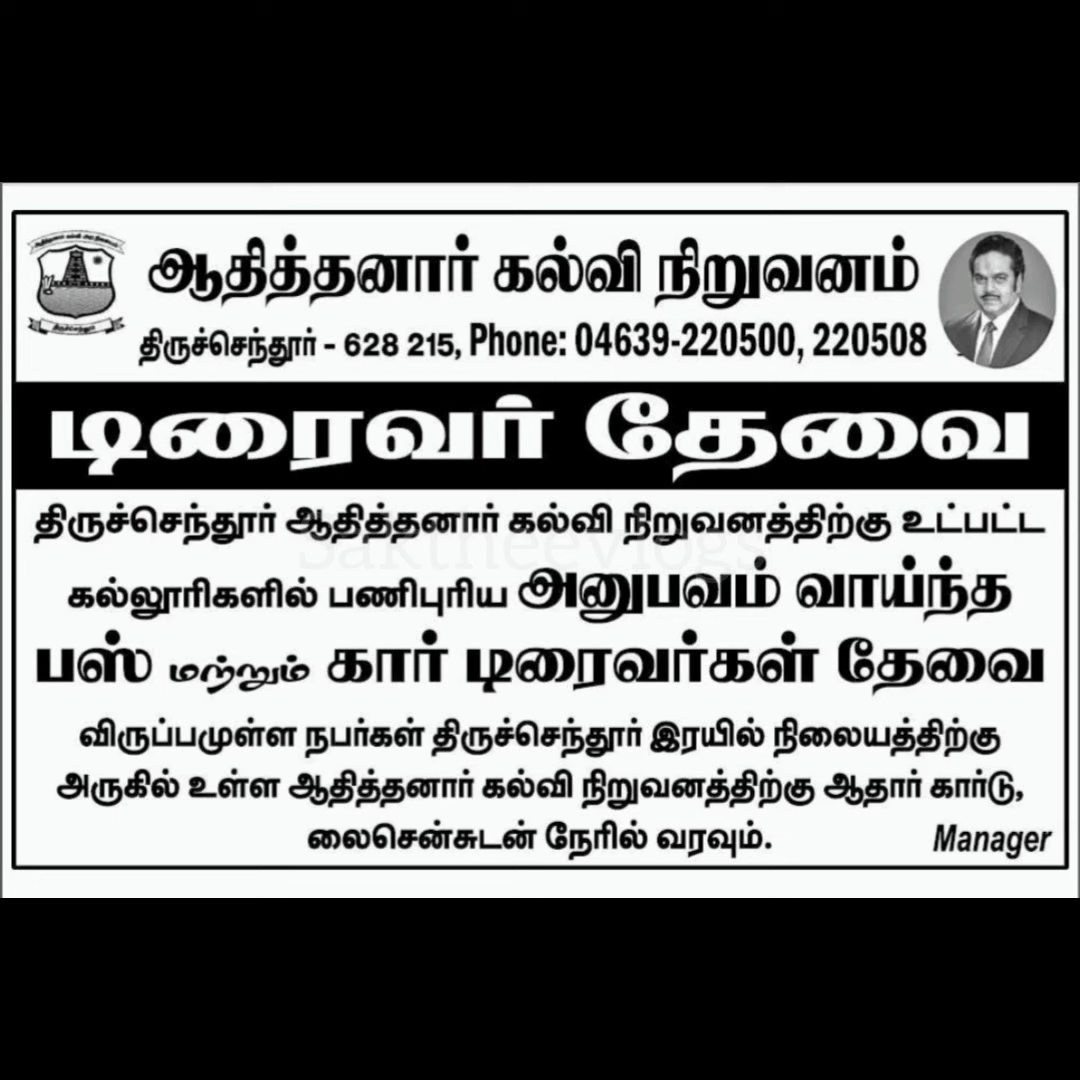 ஆதித்தனார் கல்வி நிறுவனம்
திருச்செந்தூர் - 628 215, Phone: 04639-220500, 220508
டிரைவர் தேவை
திருச்செந்தூர் ஆதித்தனார் கல்வி நிறுவனத்திற்கு உட்பட்ட
கல்லூரிகளில் பணிபுரிய அனுபவம் வாய்ந்த
பஸ் மற்றும் கார் டிரைவர்கள் தேவை
விருப்பமுள்ள நபர்கள் திருச்செந்தூர் இரயில் நிலையத்திற்கு
அருகில் உள்ள ஆதித்தனார் கல்வி நிறுவனத்திற்கு ஆதார் கார்டு,
லைசென்சுடன் நேரில் வரவும்.
Manager
திருச்செந்தூர்
SaktheeVlogs